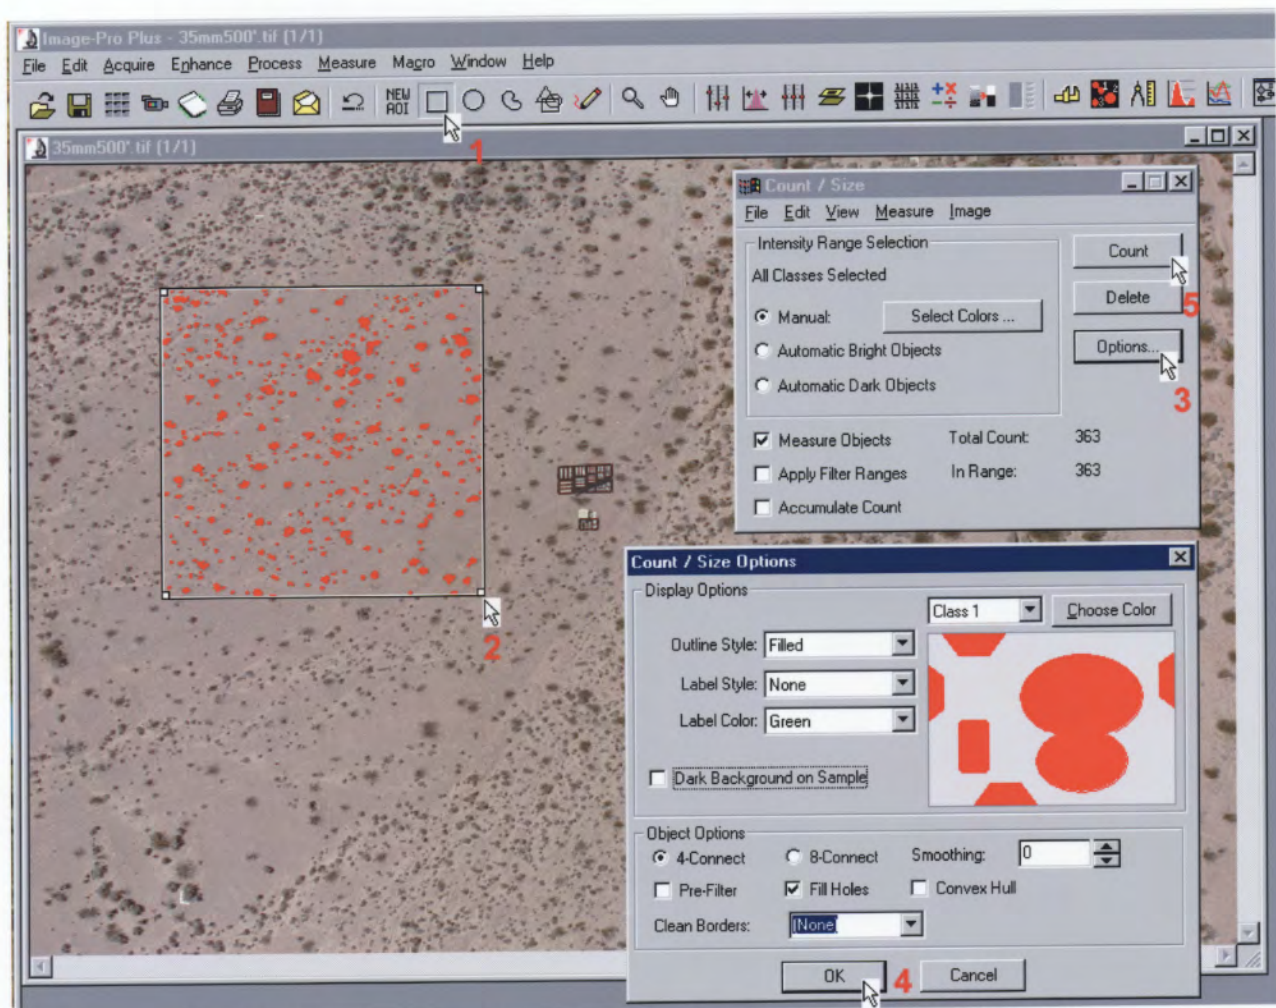 Image-Pro Plus - 35mm500'.tif (1/1)
File Edit Acquire Enhance Process Measure Macro Window Help
NEW
AOI
1
35mm500'.tif (1/1)
Count / Size
File Edit View Measure Image
Intensity Range Selection
Count
All Classes Selected
5
Delete
Manual: Select Colors ...
Options...
Automatic Bright Objects
3
Automatic Dark Objects
Measure Objects Total Count: 363
Apply Filter Ranges In Range: 363
Accumulate Count
2
Count / Size Options
Display Options
Class 1 Choose Color
Outline Style: Filled
Label Style: None
Label Color: Green
Dark Background on Sample
Object Options
4-Connect 8-Connect Smoothing: 0
Pre-Filter Fill Holes Convex Hull
Clean Borders: (None)
OK 4 Cancel